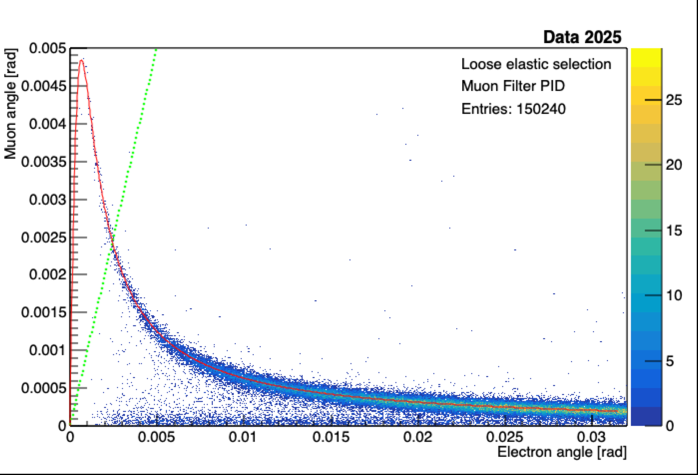 Data 2025
Loose elastic selection
Muon Filter PID
Entries: 150240
Muon angle [rad]
0.005
0.0045
0.004
0.0035
0.003
0.0025
0.002
0.0015
0.001
0.0005
0
0 0.005 0.01 0.015 0.02 0.025 0.03
Electron angle [rad]
25
20
15
10
5
0